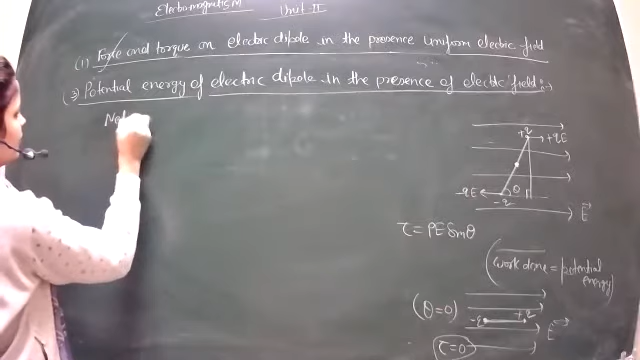 Electromagnetism Unit II
(1) Force and torque on electric dipole in the presence uniform electric field
(2) Potential energy of electric dipole in the presence of electric field :-
Net
+q
+qE
-qE
θ
-q
E
τ = PE Sinθ
(work done = potential energy)
(θ=0)
-q +q
E
τ=0